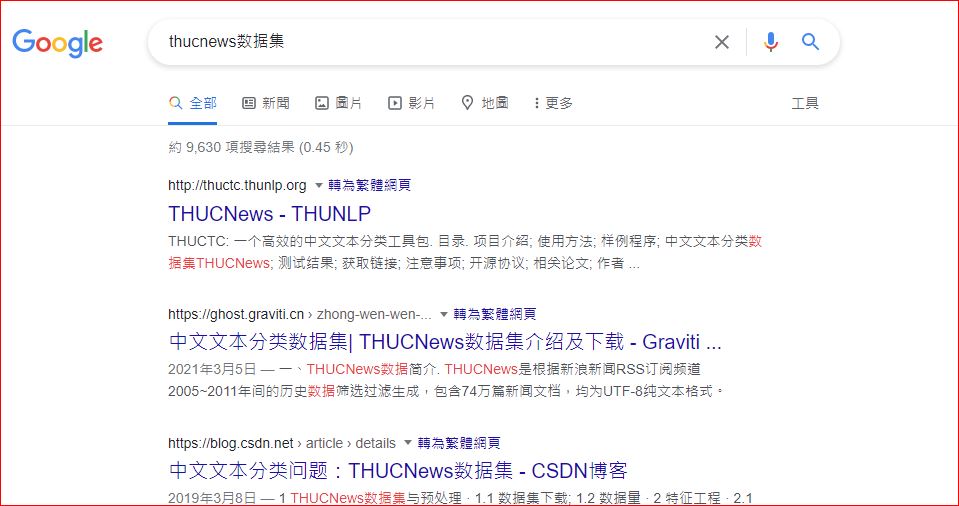 Google
thucnews数据集
全部 新聞 圖片 影片 地圖 更多 工具
約 9,630 項搜尋結果 (0.45 秒)
http://thuctc.thunlp.org 轉為繁體網頁
THUCNews - THUNLP
THUCTC: 一个高效的中文文本分类工具包. 目录. 项目介绍; 使用方法; 样例程序; 中文文本分类数
据集THUCNews; 测试结果; 获取链接; 注意事项; 开源协议; 相关论文; 作者 ...
https://ghost.graviti.cn › zhong-wen-wen-... 轉為繁體網頁
中文文本分类数据集| THUCNews数据集介绍及下载 - Graviti ...
2021年3月5日 — 一、THUCNews数据简介. THUCNews是根据新浪新闻RSS订阅频道
2005~2011年间的历史数据筛选过滤生成，包含74万篇新闻文档，均为UTF-8纯文本格式。
https://blog.csdn.net › article › details 轉為繁體網頁
中文文本分类问题：THUCNews数据集 - CSDN博客
2019年3月8日 — 1 THUCNews数据集与预处理 · 1.1 数据集下载; 1.2 数据量 · 2 特征工程 · 2.1